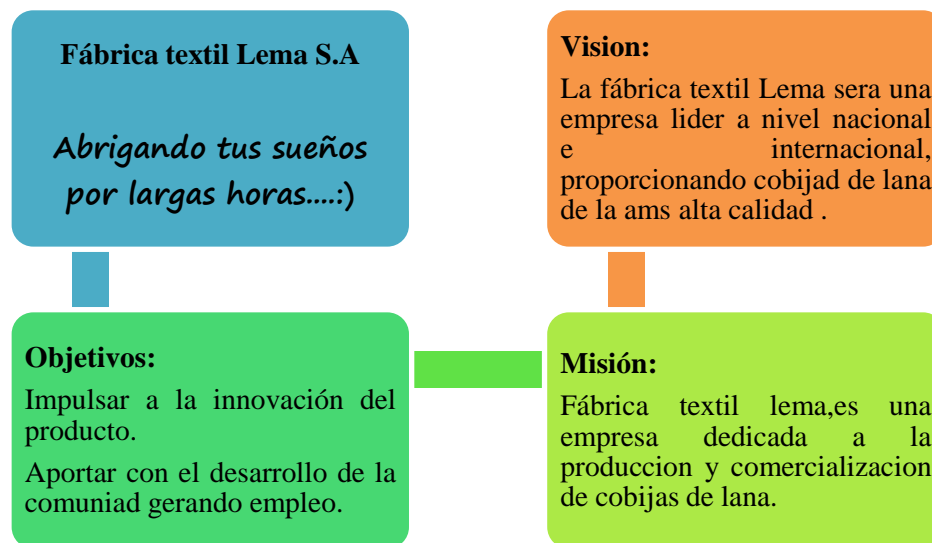 Fábrica textil Lema S.A
Abrigando tus sueños
por largas horas....:)
Objetivos:
Impulsar a la innovación del
producto.
Aportar con el desarrollo de la
comuniad gerando empleo.
Misión:
Fábrica textil lema,es una
empresa dedicada a la
produccion y comercializacion
de cobijas de lana.
Vision:
La fábrica textil Lema sera una
empresa lider a nivel nacional
e internacional,
proporcionando cobijad de lana
de la ams alta calidad .